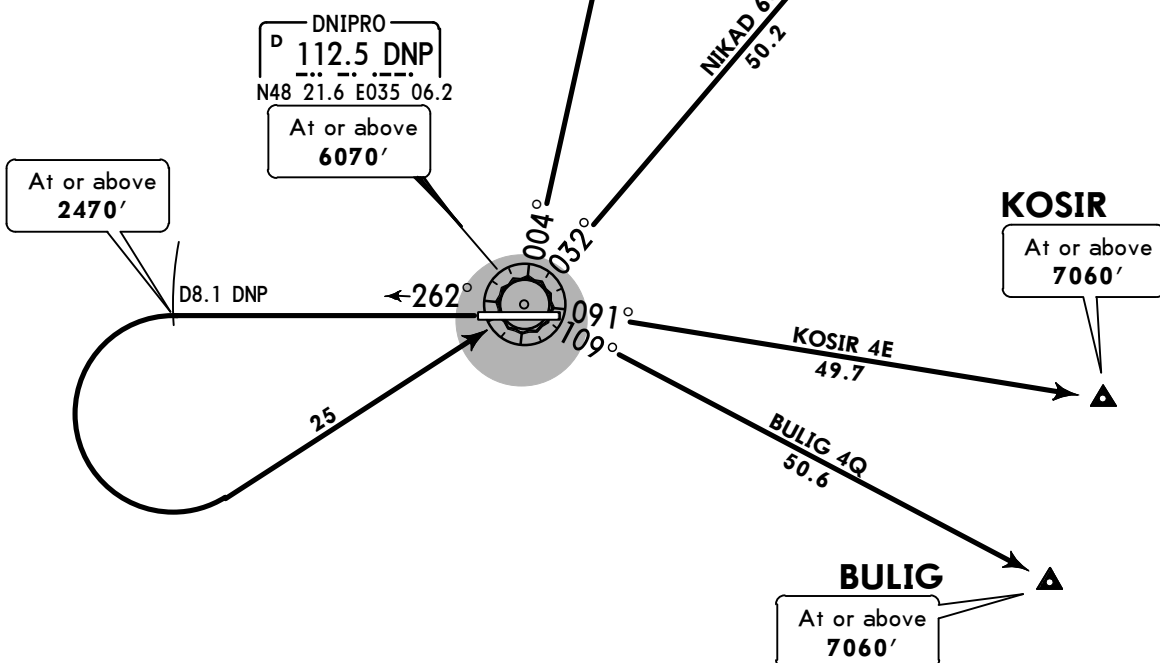 DNIPRO
D
112.5 DNP
N48 21.6 E035 06.2
At or above
6070′
At or above
2470′
NIKAD 6
50.2
004°
032°
KOSIR
At or above
7060′
D8.1 DNP
262°
091°
109°
KOSIR 4E
49.7
25
BULIG 4Q
50.6
BULIG
At or above
7060′